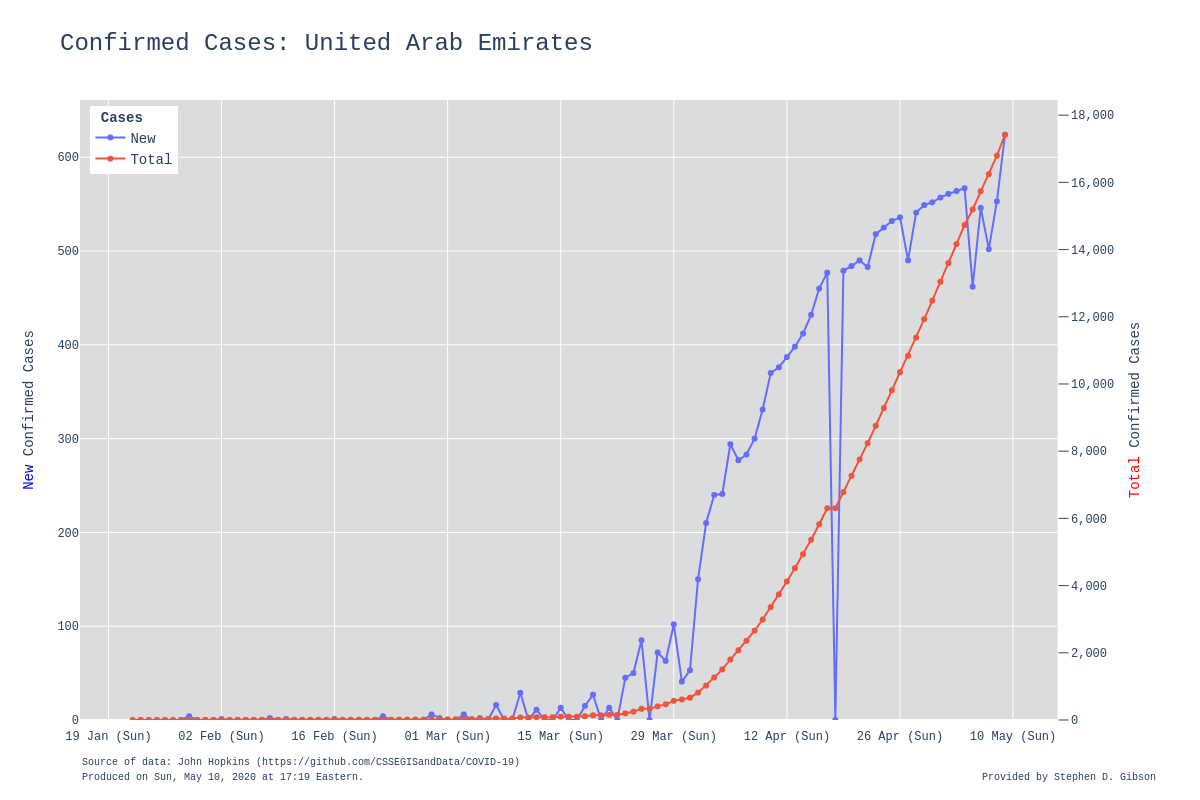 Confirmed Cases: United Arab Emirates
Cases
New
Total
600
500
400
300
200
100
0
New Confirmed Cases
18,000
16,000
14,000
12,000
10,000
8,000
6,000
4,000
2,000
0
Total Confirmed Cases
19 Jan (Sun) 02 Feb (Sun) 16 Feb (Sun) 01 Mar (Sun) 15 Mar (Sun) 29 Mar (Sun) 12 Apr (Sun) 26 Apr (Sun) 10 May (Sun)
Source of data: John Hopkins (https://github.com/CSSEGISandData/COVID-19)
Produced on Sun, May 10, 2020 at 17:19 Eastern.
Provided by Stephen D. Gibson